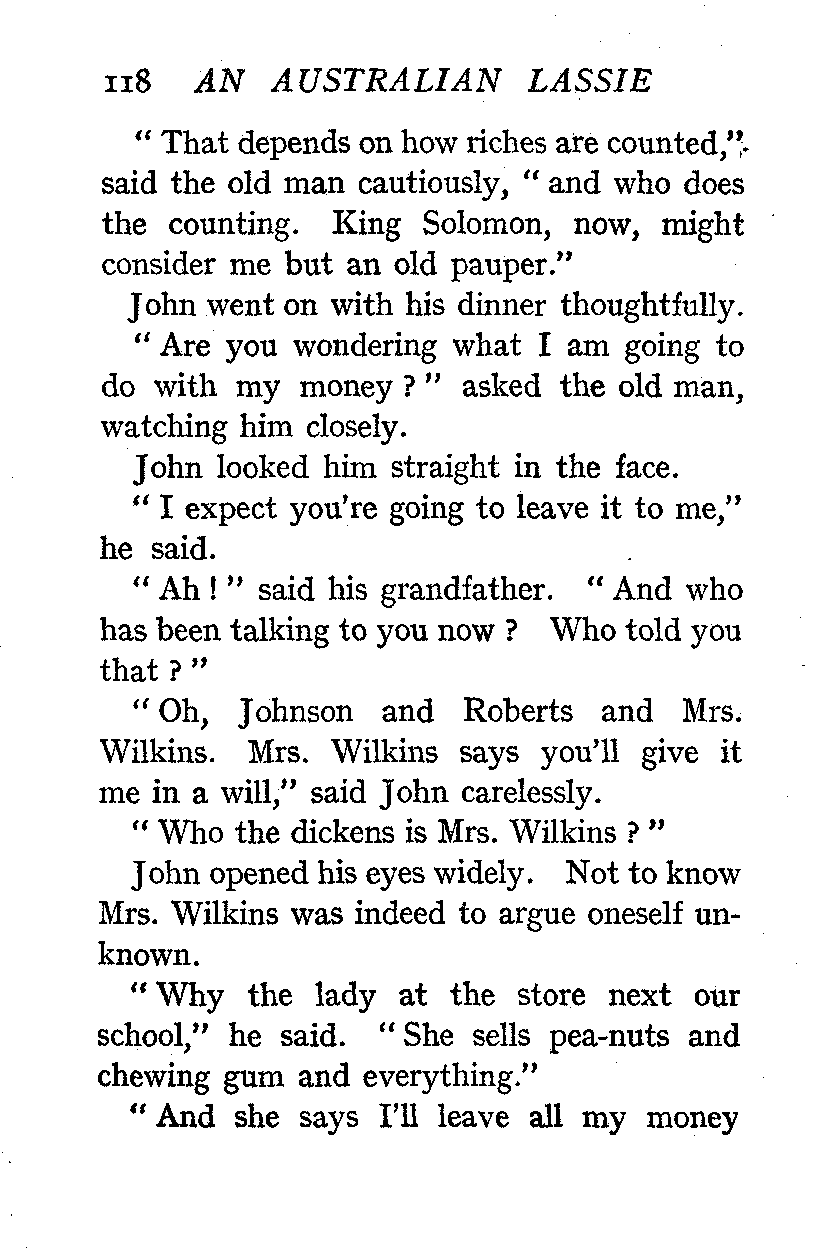 118 AN AUSTRALIAN LASSIE
“ That depends on how riches are counted,”
said the old man cautiously, “ and who does
the counting. King Solomon, now, might
consider me but an old pauper.”
John went on with his dinner thoughtfully.
“ Are you wondering what I am going to
do with my money ? ” asked the old man,
watching him closely.
John looked him straight in the face.
“ I expect you're going to leave it to me,”
he said.
“ Ah ! ” said his grandfather. “ And who
has been talking to you now ? Who told you
that ? ”
“ Oh, Johnson and Roberts and Mrs.
Wilkins. Mrs. Wilkins says you'll give it
me in a will,” said John carelessly.
“ Who the dickens is Mrs. Wilkins ? ”
John opened his eyes widely. Not to know
Mrs. Wilkins was indeed to argue oneself un-
known.
“ Why the lady at the store next our
school,” he said. “ She sells pea-nuts and
chewing gum and everything.”
“ And she says I'll leave all my money